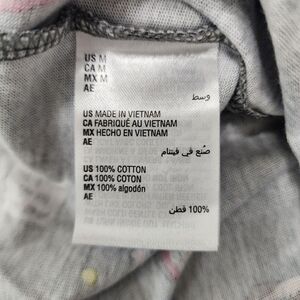 US M
CA M
MX M
AE
وسط
US MADE IN VIETNAM
CA FABRIQUÉ AU VIETNAM
MX HECHO EN VIETNAM
AE
صُنع في فيتنام
US 100% COTTON
CA 100% COTON
MX 100% algodón
AE
100% قطن